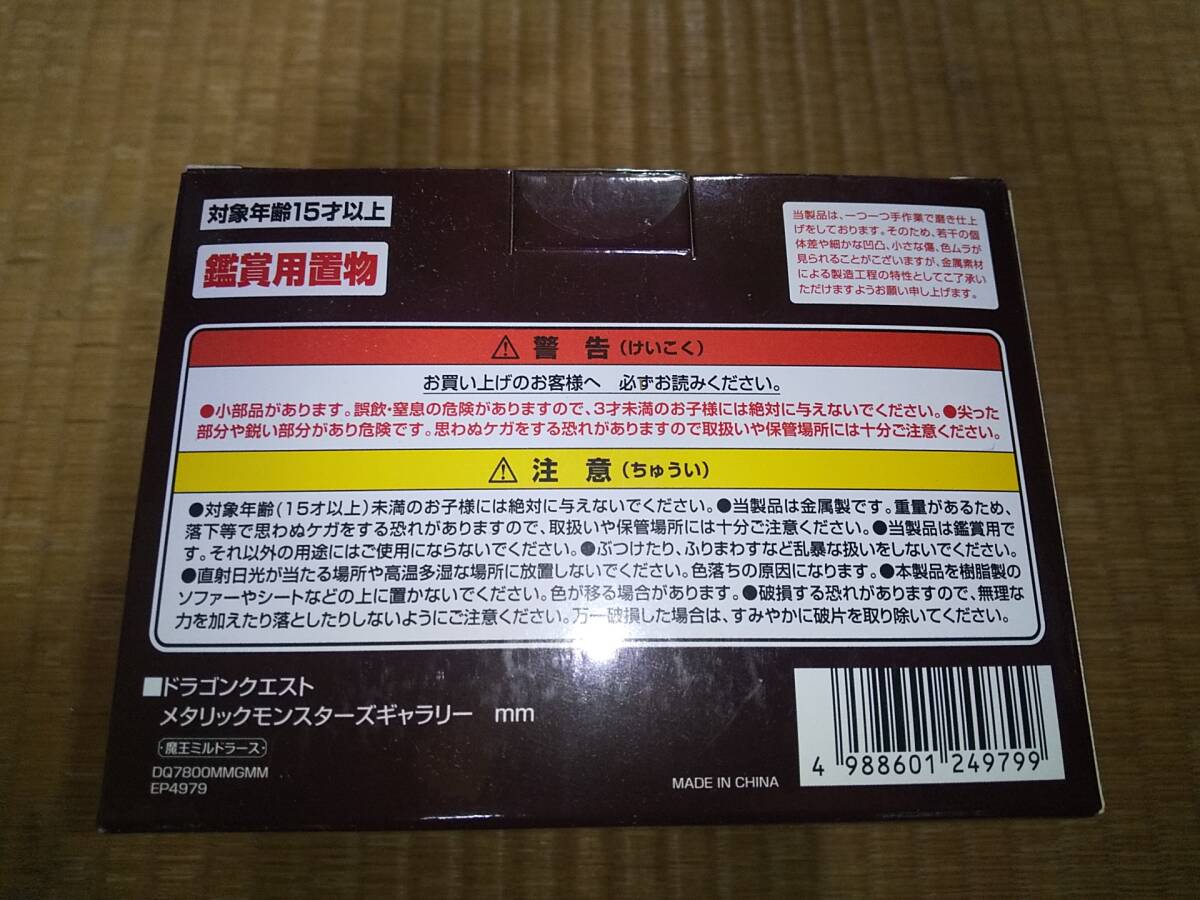 対象年齢15才以上
鑑賞用置物
当製品は、一つ一つ手作業で磨き仕上
げをしております。そのため、若干の個
体差や細かな凹凸、小さな傷、色ムラが
見られることがございますが、金属素材
による製造工程の特性としてご了承い
ただけますようお願い申し上げます。
⚠ 警告(けいこく)
お買い上げのお客様へ 必ずお読みください。
●小部品があります。誤飲・窒息の危険がありますので、3才未満のお子様には絶対に与えないでください。●尖った
部分や鋭い部分があり危険です。思わぬケガをする恐れがありますので取扱いや保管場所には十分ご注意ください。
⚠ 注意(ちゅうい)
●対象年齢(15才以上)未満のお子様には絶対に与えないでください。●当製品は金属製です。重量があるため、
落下等で思わぬケガをする恐れがありますので、取扱いや保管場所には十分ご注意ください。●当製品は鑑賞用で
す。それ以外の用途にはご使用にならないでください。●ぶつけたり、ふりまわすなど乱暴な扱いをしないでください。
●直射日光が当たる場所や高温多湿な場所に放置しないでください。色落ちの原因になります。●本製品を樹脂製の
ソファーやシートなどの上に置かないでください。色が移る場合があります。●破損する恐れがありますので、無理な
力を加えたり落としたりしないようにご注意ください。万一破損した場合は、すみやかに破片を取り除いてください。
■ドラゴンクエスト
メタリックモンスターズギャラリー mm
・魔王ミルドラース・
DQ7800MMGMM
EP4979
MADE IN CHINA
4 988601 249799